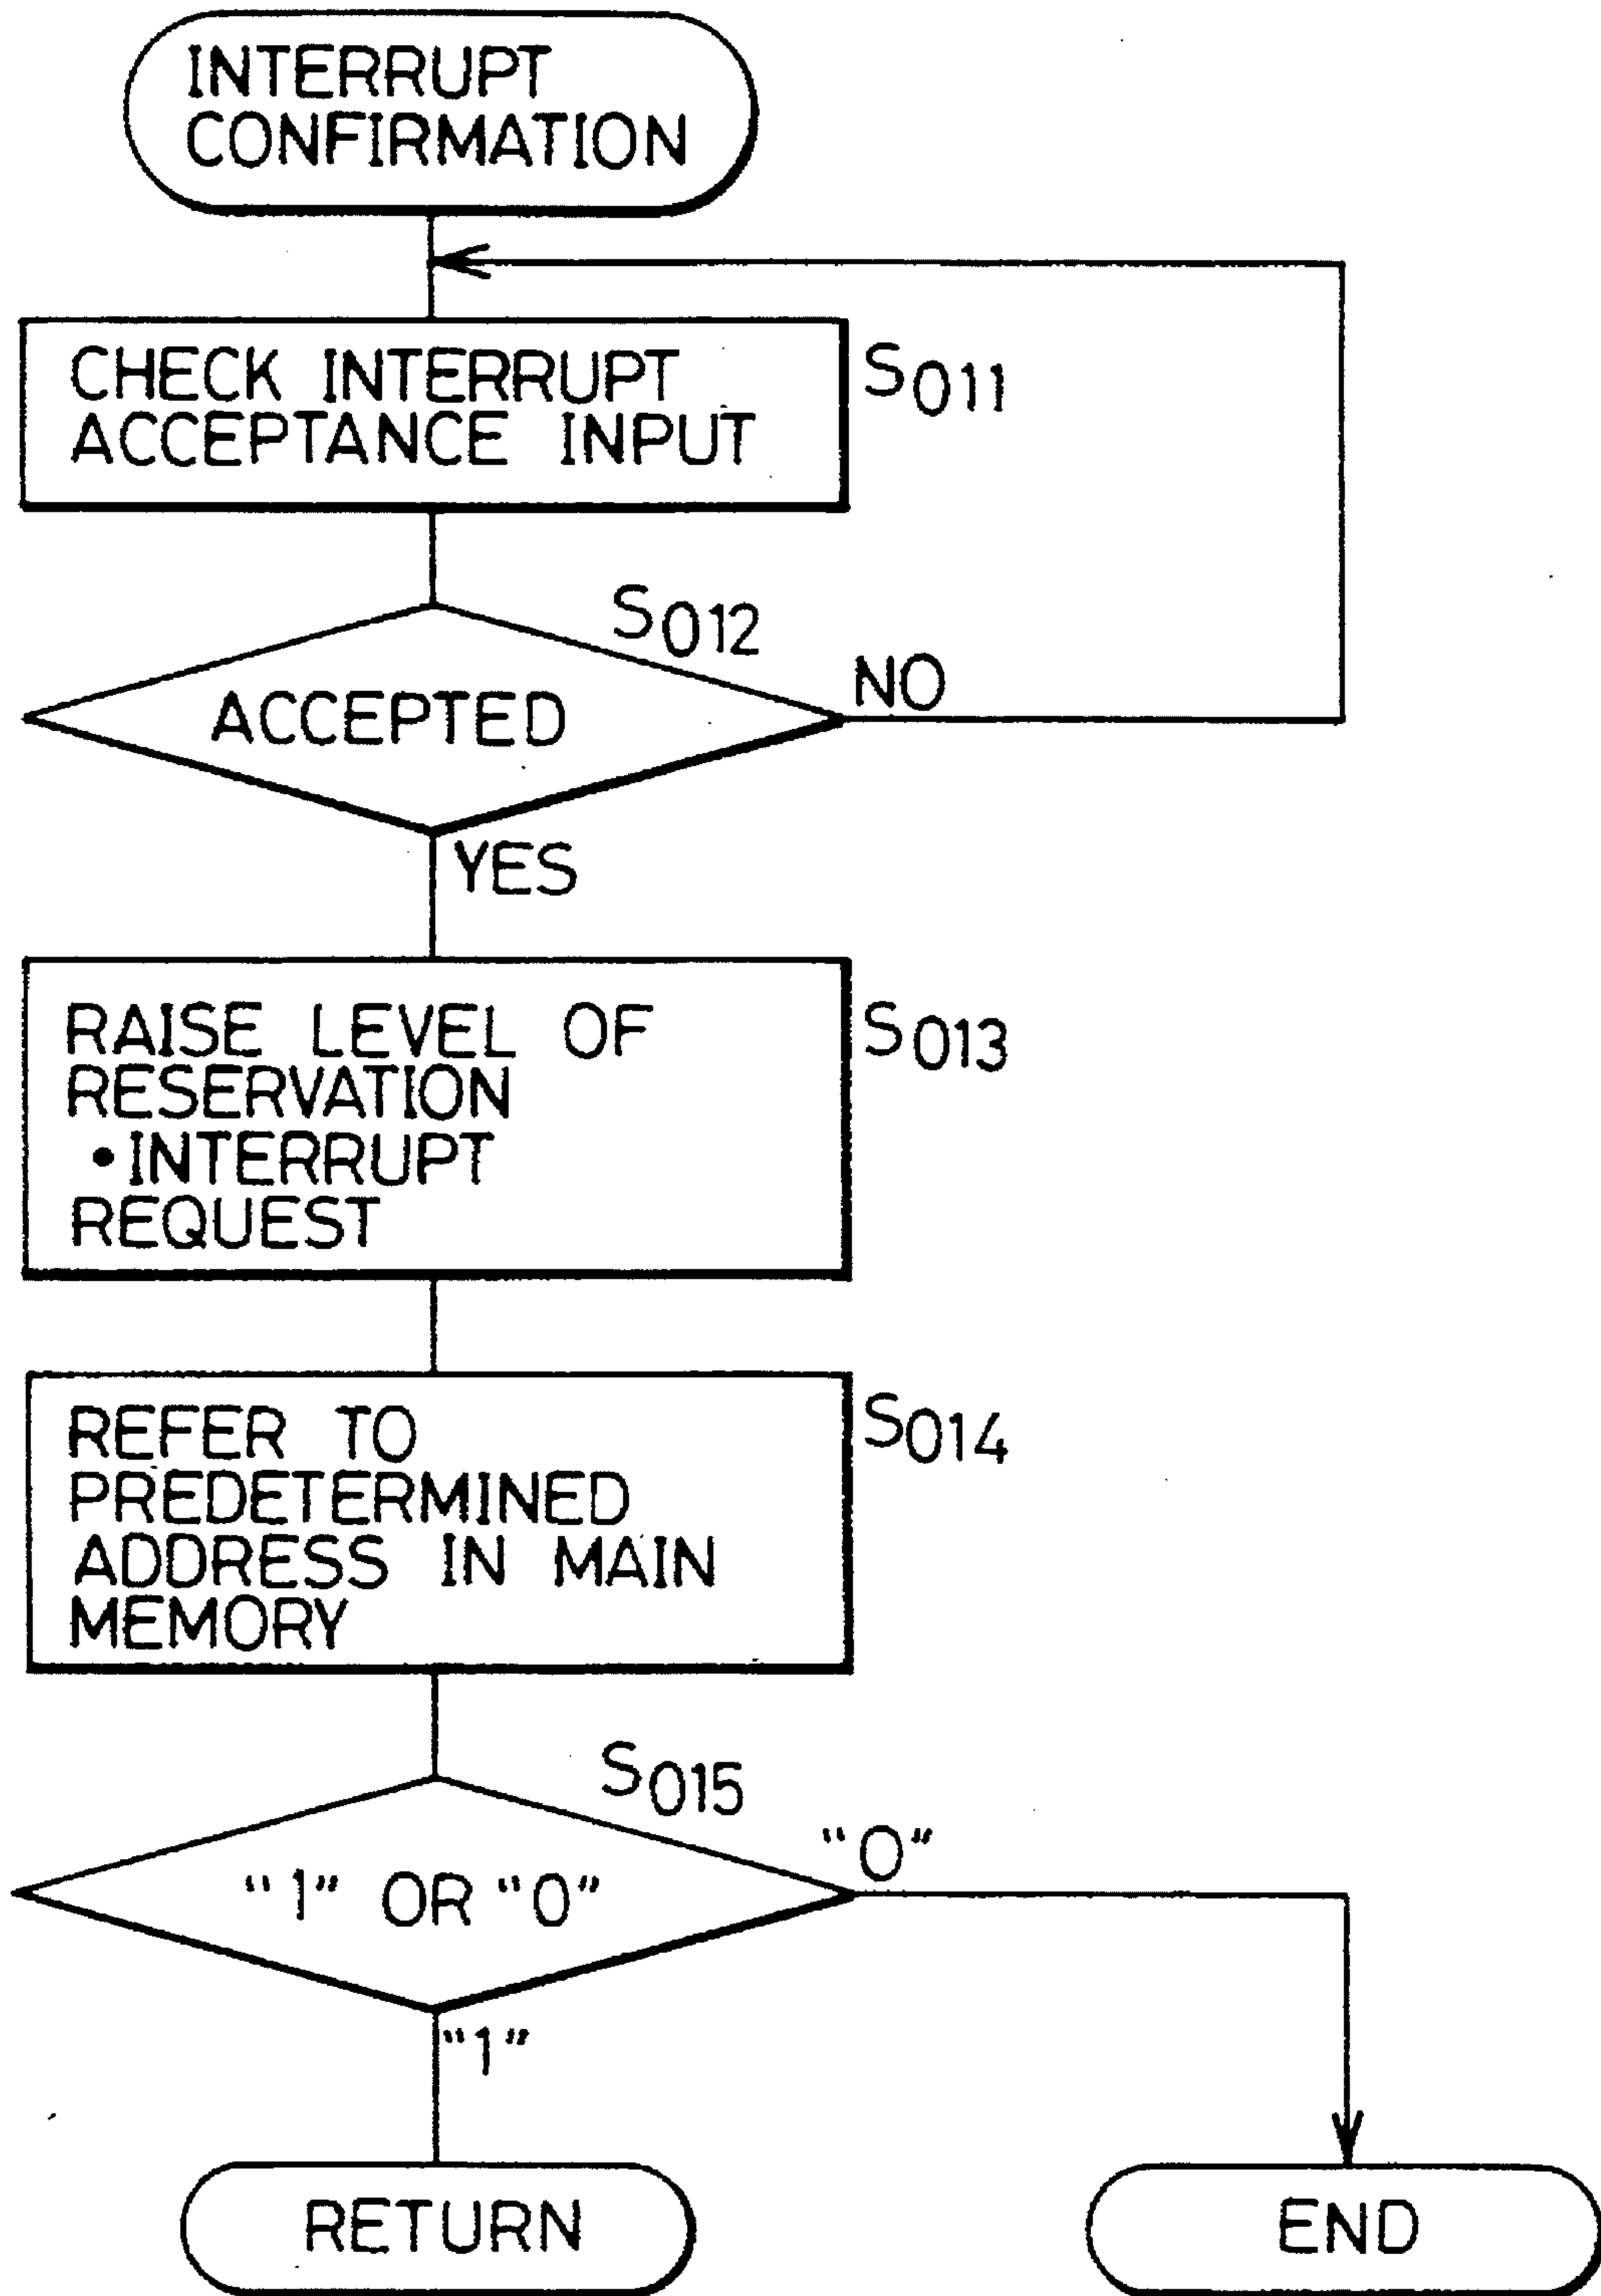 INTERRUPT
CONFIRMATION
CHECK INTERRUPT
ACCEPTANCE INPUT
S011
S012
ACCEPTED
NO
YES
RAISE LEVEL OF
RESERVATION
•INTERRUPT
REQUEST
S013
REFER TO
PREDETERMINED
ADDRESS IN MAIN
MEMORY
S014
S015
"1" OR "0"
"0"
"1"
RETURN
END